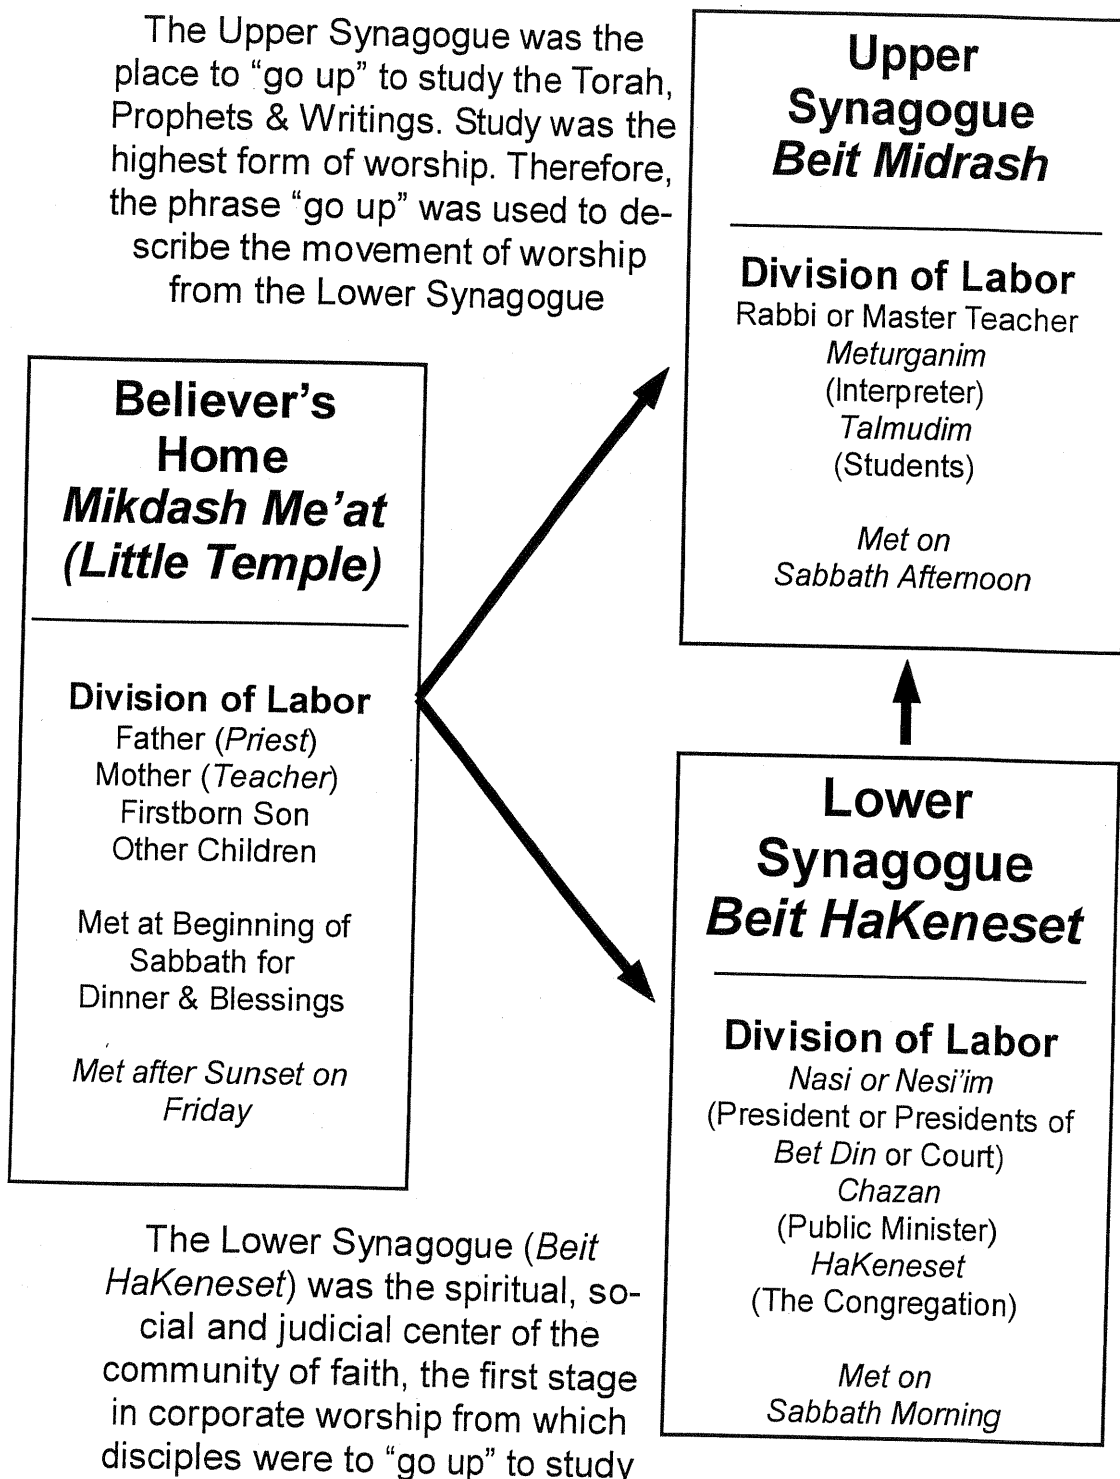 The Upper Synagogue was the
place to “go up” to study the Torah,
Prophets & Writings. Study was the
highest form of worship. Therefore,
the phrase “go up” was used to de-
scribe the movement of worship
from the Lower Synagogue
Upper
Synagogue
Beit Midrash
Division of Labor
Rabbi or Master Teacher
Meturganim
(Interpreter)
Talmudim
(Students)
Met on
Sabbath Afternoon
Believer’s
Home
Mikdash Me’at
(Little Temple)
Division of Labor
Father (Priest)
Mother (Teacher)
Firstborn Son
Other Children
Met at Beginning of
Sabbath for
Dinner & Blessings
Met after Sunset on
Friday
Lower
Synagogue
Beit HaKeneset
Division of Labor
Nasi or Nesi’im
(President or Presidents of
Bet Din or Court)
Chazan
(Public Minister)
HaKeneset
(The Congregation)
Met on
Sabbath Morning
The Lower Synagogue (Beit
HaKeneset) was the spiritual, so-
cial and judicial center of the
community of faith, the first stage
in corporate worship from which
disciples were to “go up” to study